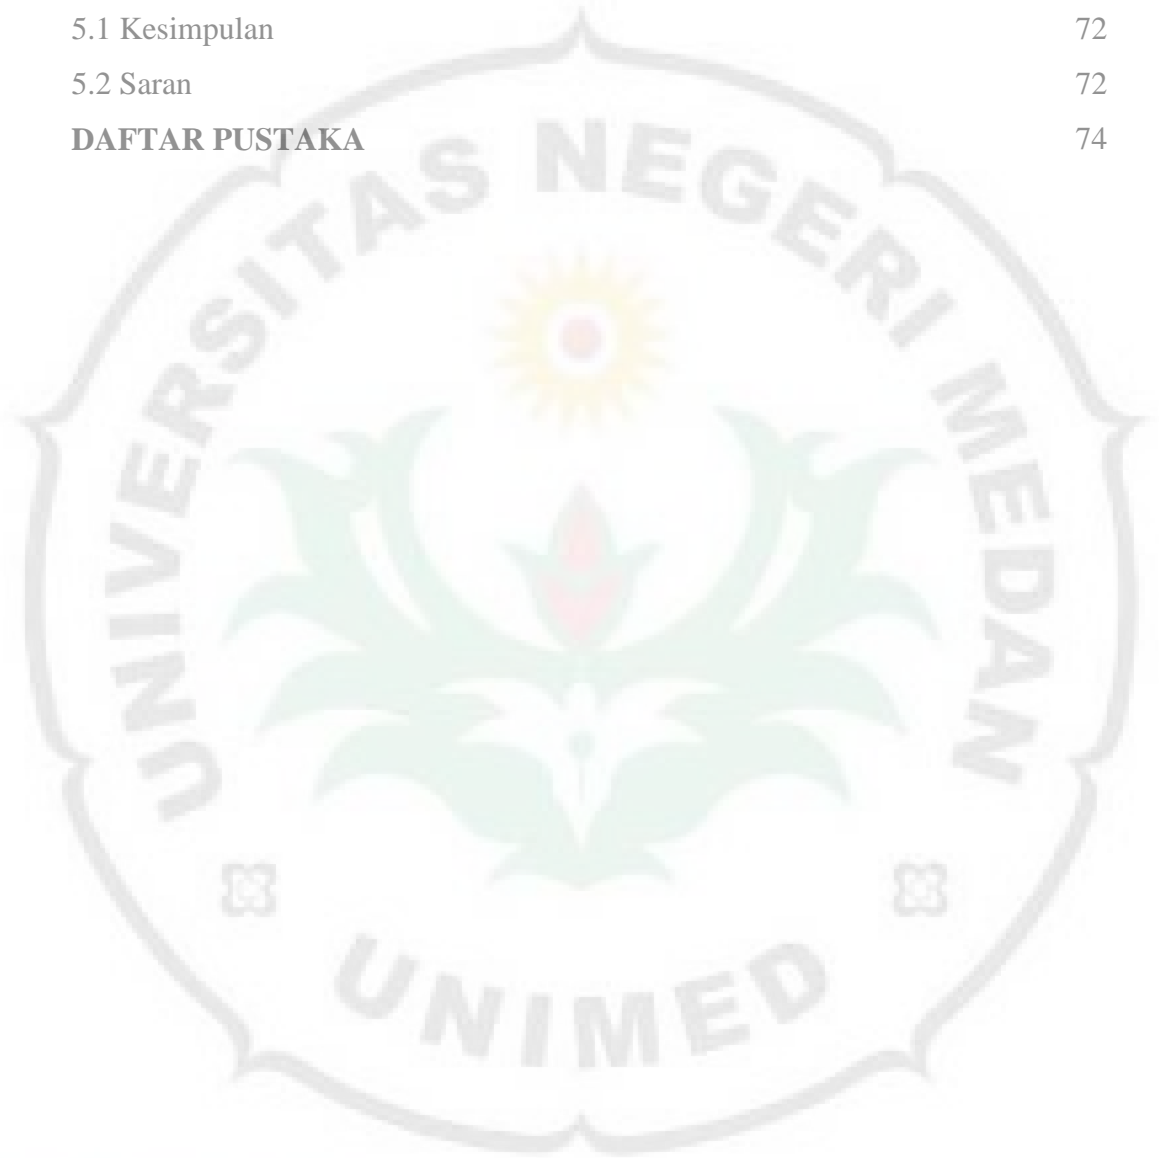 5.1 Kesimpulan 72
5.2 Saran 72
DAFTAR PUSTAKA 74
UNIVERSITAS NEGERI MEDAN
UNIMED